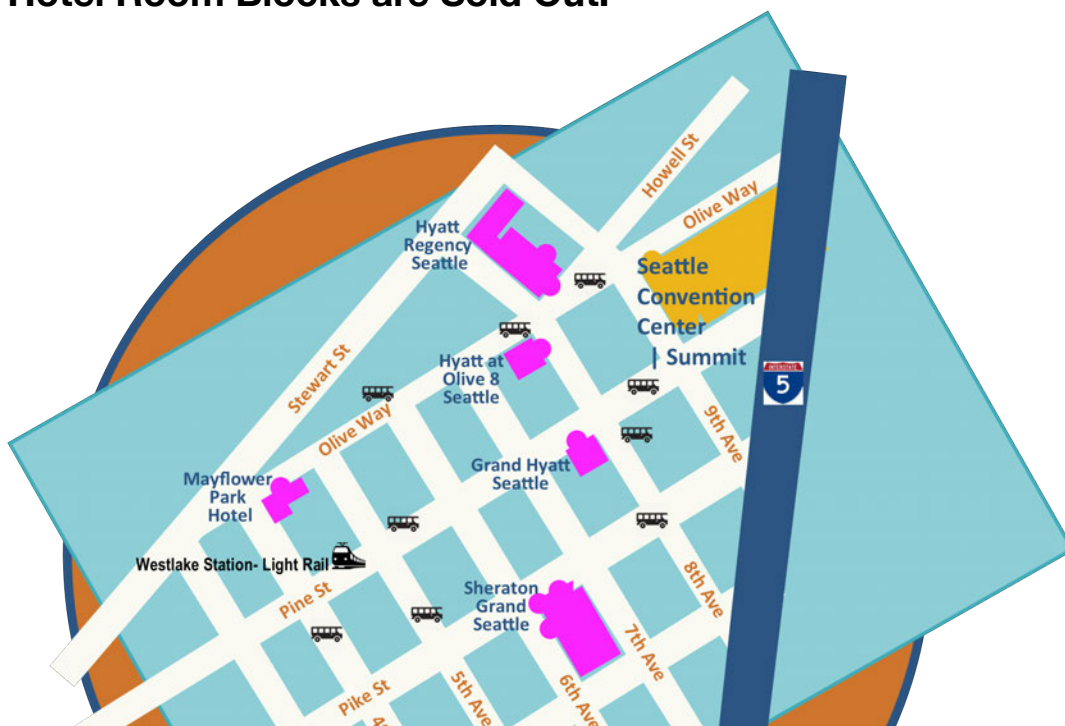 Hotel Room Blocks are Sold Out!
Howell St
Olive Way
Hyatt
Regency
Seattle
Seattle
Convention
Center
| Summit
INTERSTATE
5
Hyatt at
Olive 8
Seattle
Stewart St
Olive Way
9th Ave
Grand Hyatt
Seattle
Mayflower
Park
Hotel
Westlake Station- Light Rail
Pine St
Sheraton
Grand
Seattle
8th Ave
7th Ave
6th Ave
5th Ave
Pike St